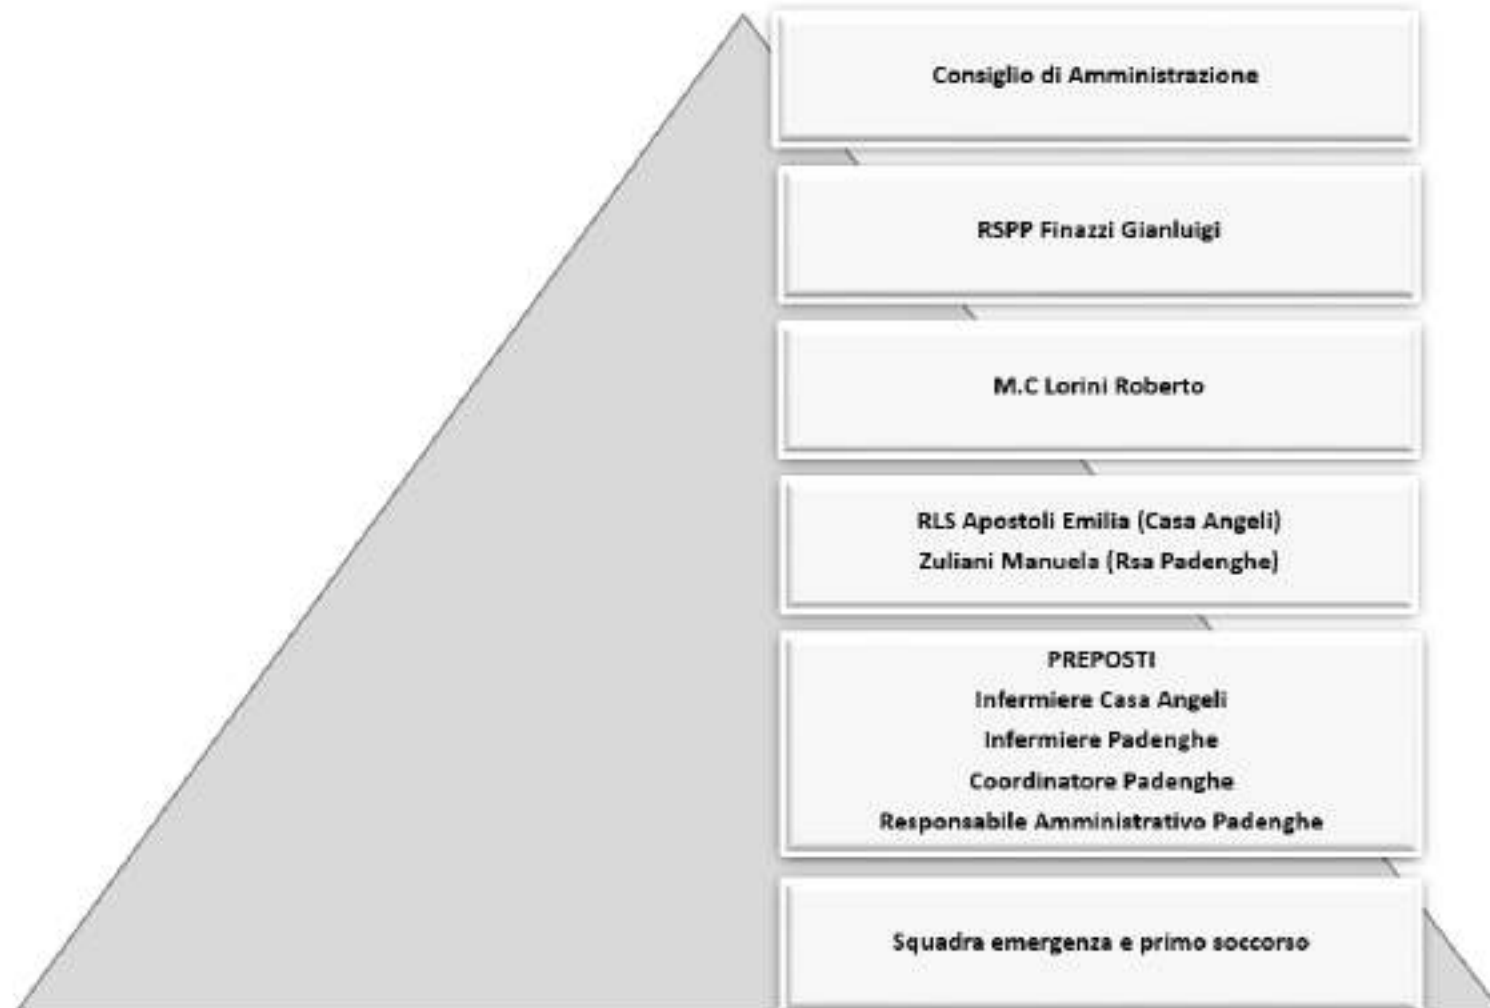 Consiglio di Amministrazione
RSPP Finazzi Gianluigi
M.C Lorini Roberto
RLS Apostoli Emilia (Casa Angeli)
Zuliani Manuela (Rsa Padenghe)
PREPOSTI
Infermiere Casa Angeli
Infermiere Padenghe
Coordinatore Padenghe
Responsabile Amministrativo Padenghe
Squadra emergenza e primo soccorso